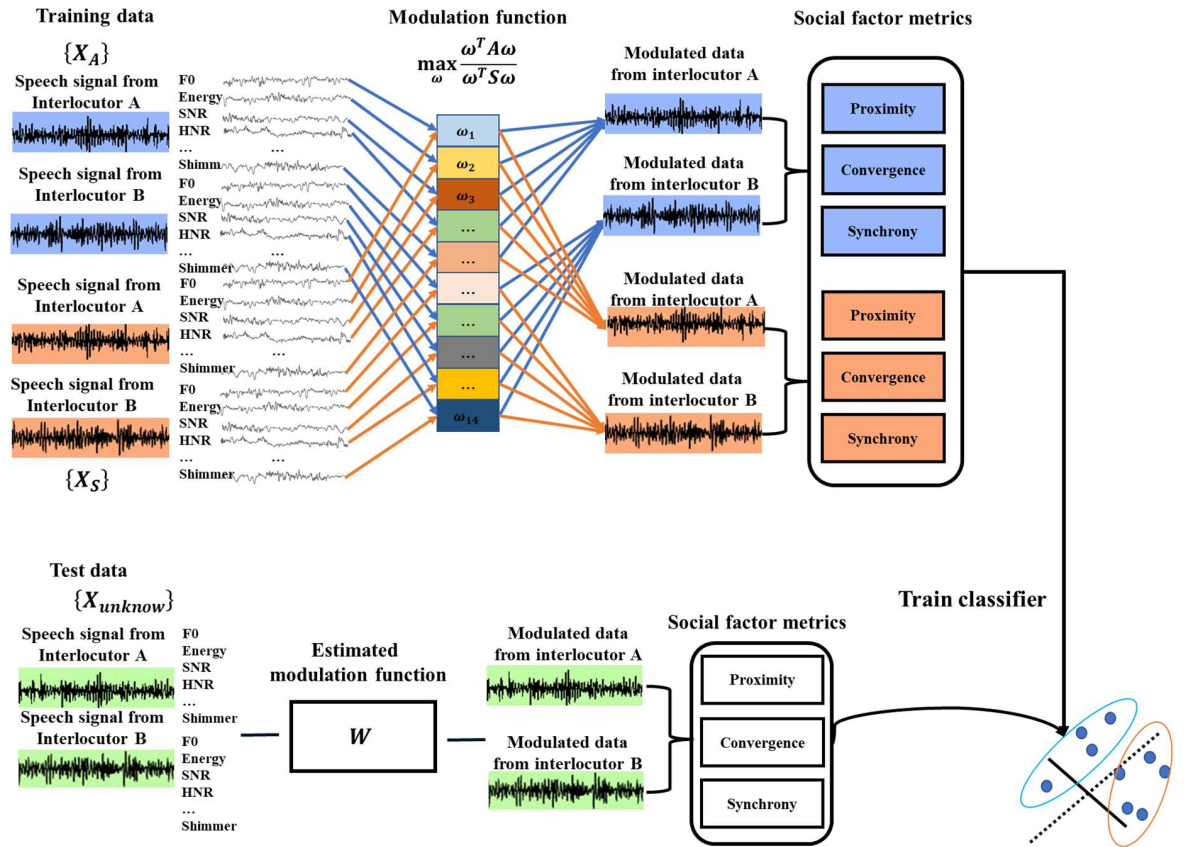 Training data
Modulation function
Social factor metrics
{X_A}
max_ω ω^T Aω / ω^T Sω
Speech signal from
Interlocutor A
F0
Energy
SNR
HNR
...
...
Shimm
Speech signal from
Interlocutor B
F0
Energy
SNR
HNR
...
...
Shimmer
Speech signal from
Interlocutor A
F0
Energy
SNR
HNR
...
...
Shimmer
Speech signal from
Interlocutor B
F0
Energy
SNR
HNR
...
...
Shimmer
{X_S}
ω_1
ω_2
ω_3
...
...
...
...
...
...
ω_14
Modulated data
from interlocutor A
Modulated data
from interlocutor B
Modulated data
from interlocutor A
Modulated data
from interlocutor B
Proximity
Convergence
Synchrony
Proximity
Convergence
Synchrony
Test data
{X_unknow}
Speech signal from
Interlocutor A
F0
Energy
SNR
HNR
...
Shimmer
Speech signal from
Interlocutor B
F0
Energy
SNR
HNR
...
Shimmer
Estimated
modulation function
W
Modulated data
from interlocutor A
Modulated data
from interlocutor B
Social factor metrics
Proximity
Convergence
Synchrony
Train classifier